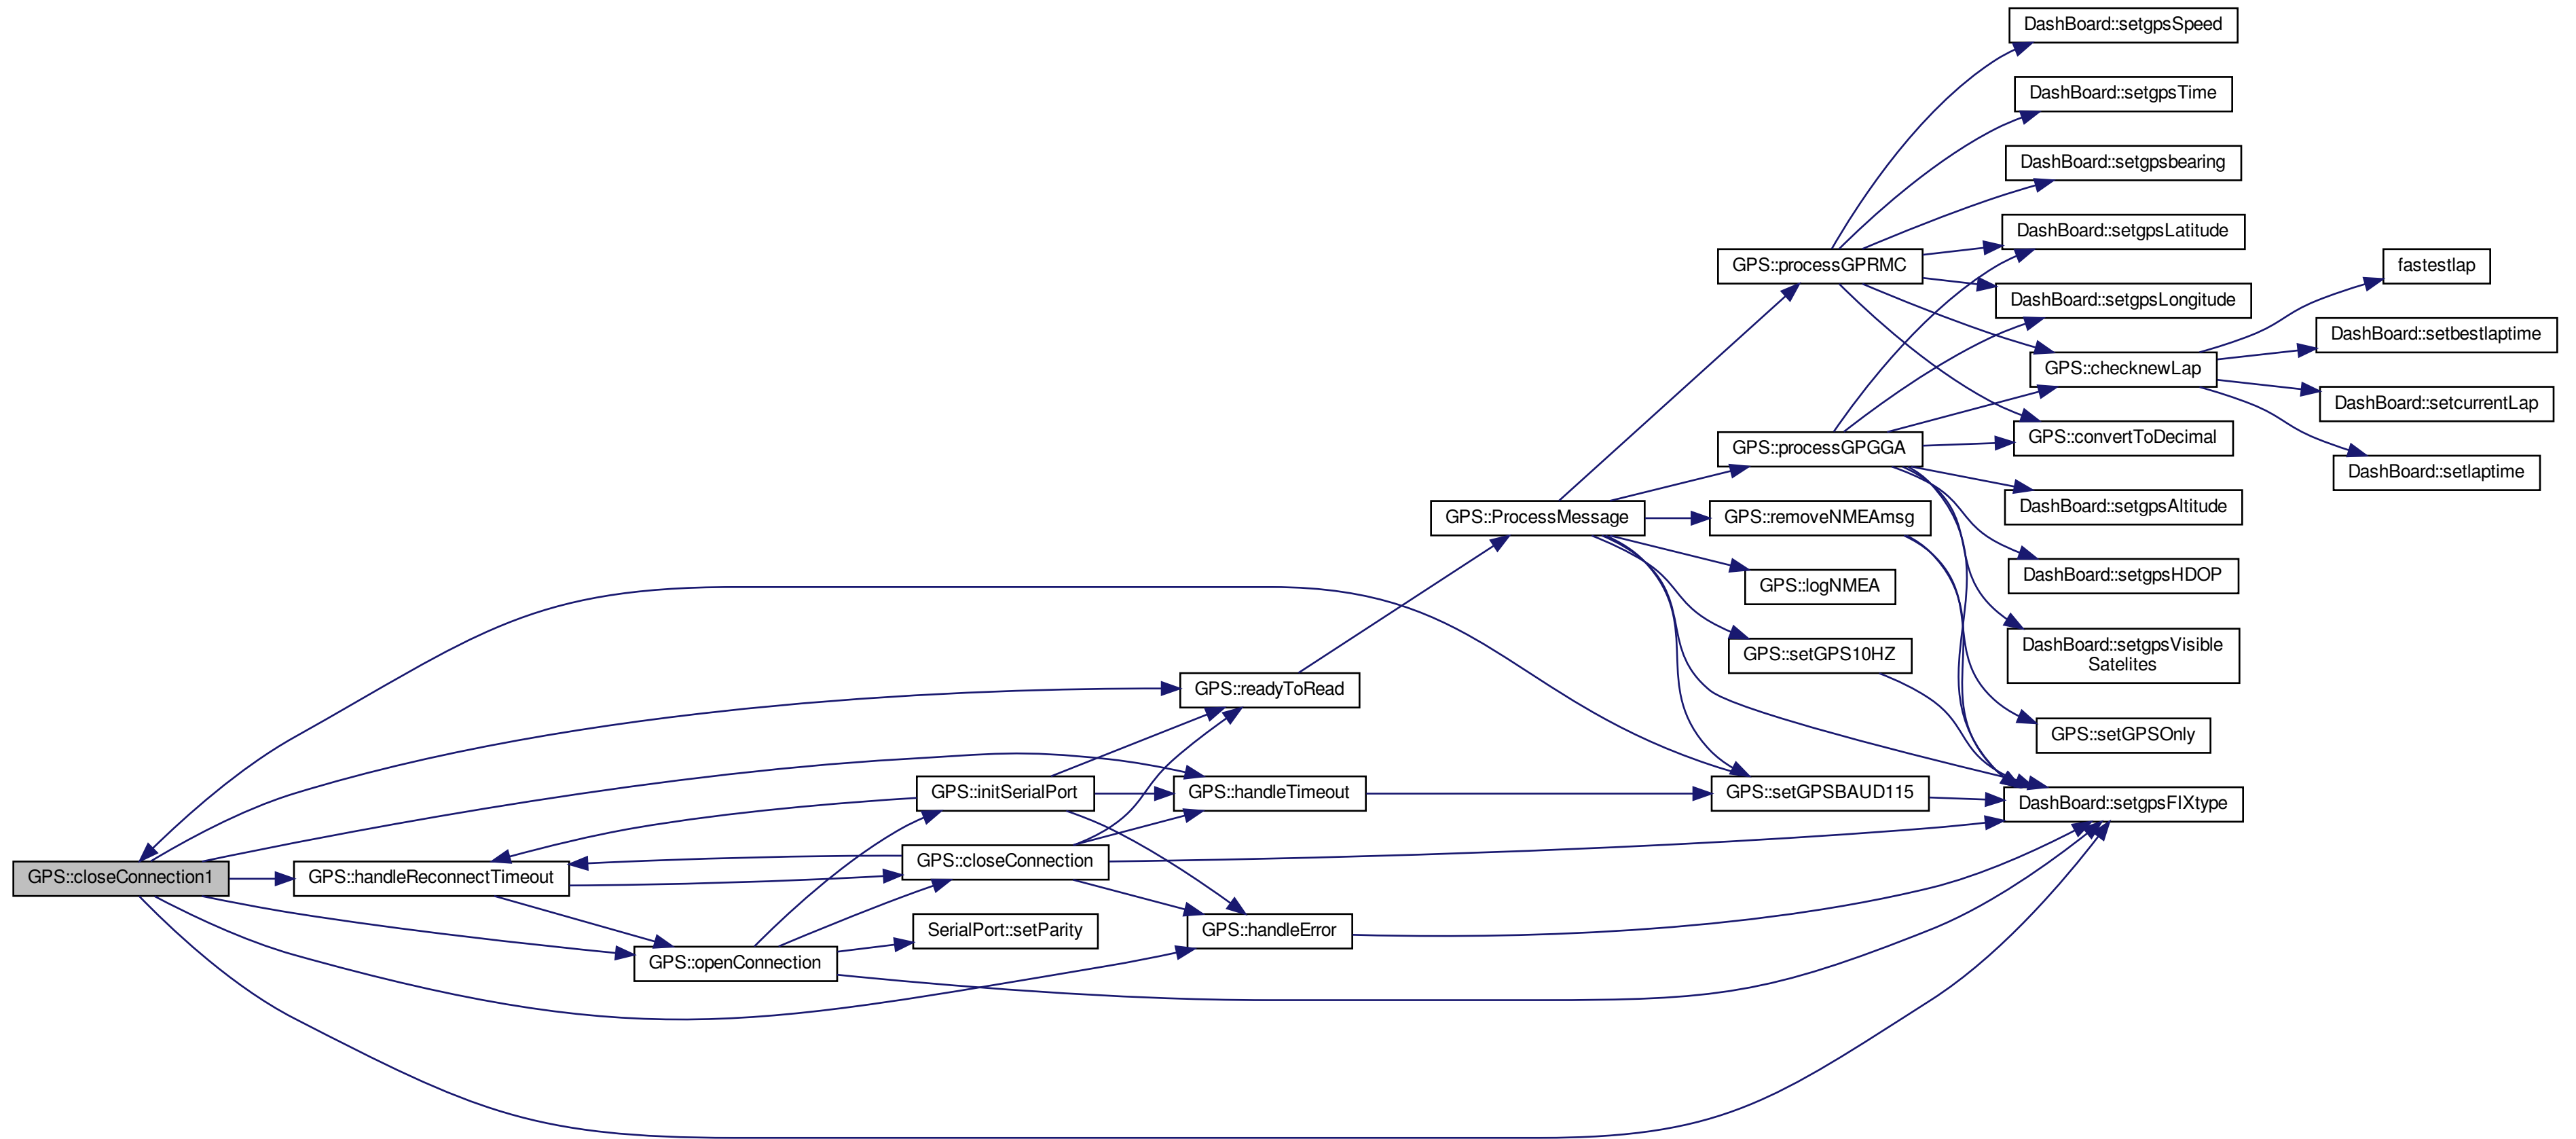 DashBoard::setgpsSpeed
DashBoard::setgpsTime
DashBoard::setgpsbearing
DashBoard::setgpsLatitude
GPS::processGPRMC
fastestlap
DashBoard::setgpsLongitude
DashBoard::setbestlaptime
GPS::checknewLap
DashBoard::setcurrentLap
GPS::convertToDecimal
GPS::processGPGGA
DashBoard::setlaptime
DashBoard::setgpsAltitude
GPS::ProcessMessage
GPS::removeNMEAmsg
DashBoard::setgpsHDOP
GPS::logNMEA
DashBoard::setgpsVisible
Satelites
GPS::setGPS10HZ
GPS::readyToRead
GPS::setGPSOnly
GPS::initSerialPort
GPS::handleTimeout
GPS::setGPSBAUD115
DashBoard::setgpsFIXtype
GPS::closeConnection
GPS::closeConnection1
GPS::handleReconnectTimeout
SerialPort::setParity
GPS::handleError
GPS::openConnection